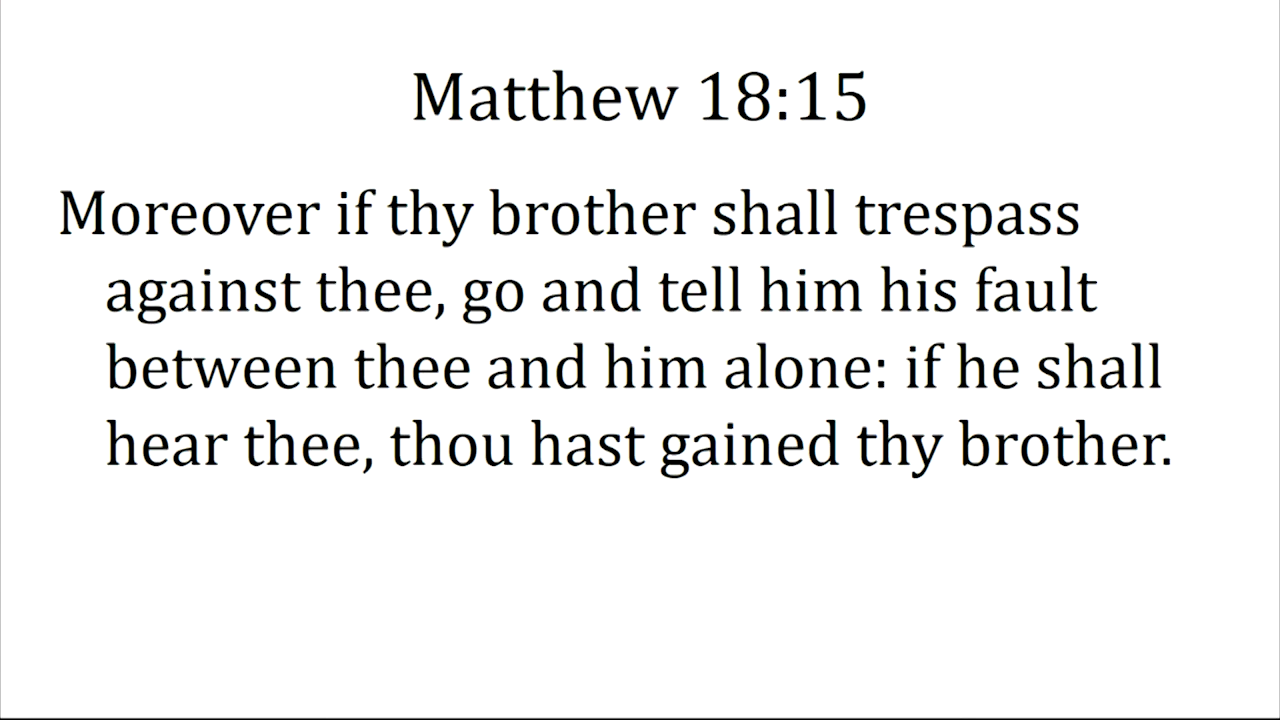 Matthew 18:15
Moreover if thy brother shall trespass
against thee, go and tell him his fault
between thee and him alone: if he shall
hear thee, thou hast gained thy brother.